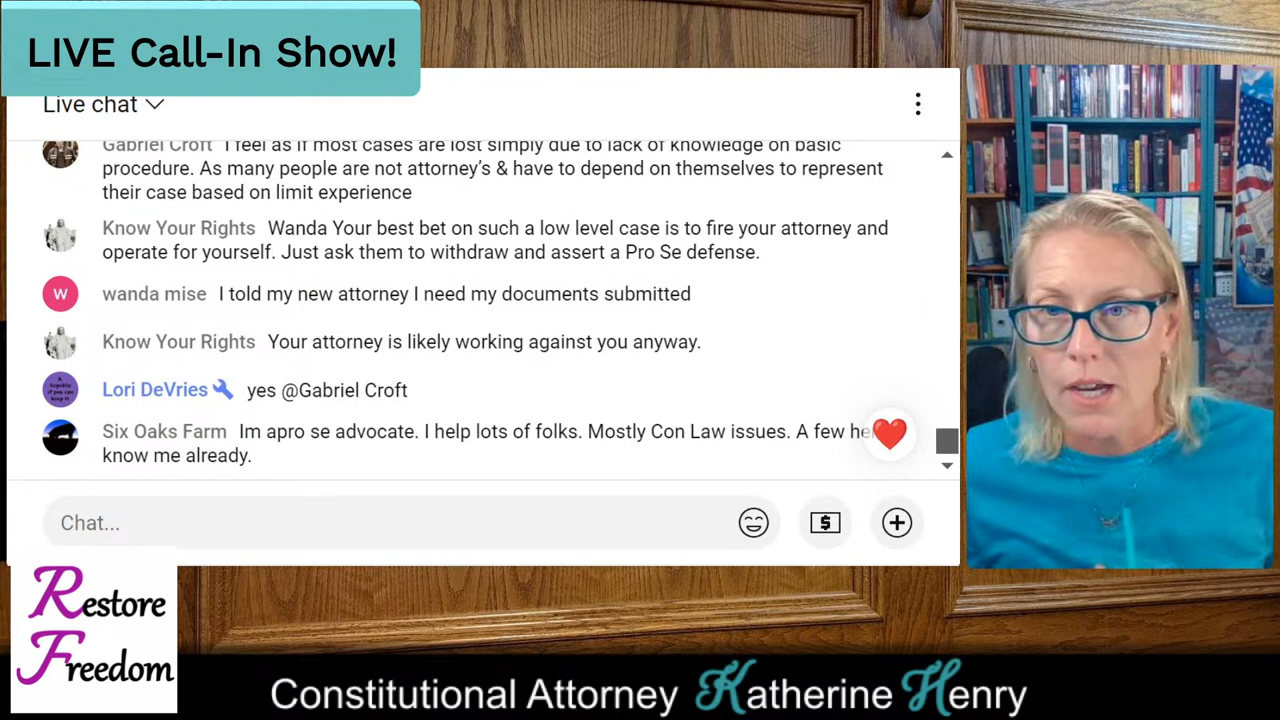 LIVE Call-In Show!
Live chat
Gabriel Croft I feel as if most cases are lost simply due to lack of knowledge on basic
procedure. As many people are not attorney's & have to depend on themselves to represent
their case based on limit experience
Know Your Rights Wanda Your best bet on such a low level case is to fire your attorney and
operate for yourself. Just ask them to withdraw and assert a Pro Se defense.
W wanda mise I told my new attorney I need my documents submitted
Know Your Rights Your attorney is likely working against you anyway.
Lori DeVries yes @Gabriel Croft
Six Oaks Farm Im apro se advocate. I help lots of folks. Mostly Con Law issues. A few
know me already.
Chat...
Restore
Freedom
Constitutional Attorney Katherine Henry